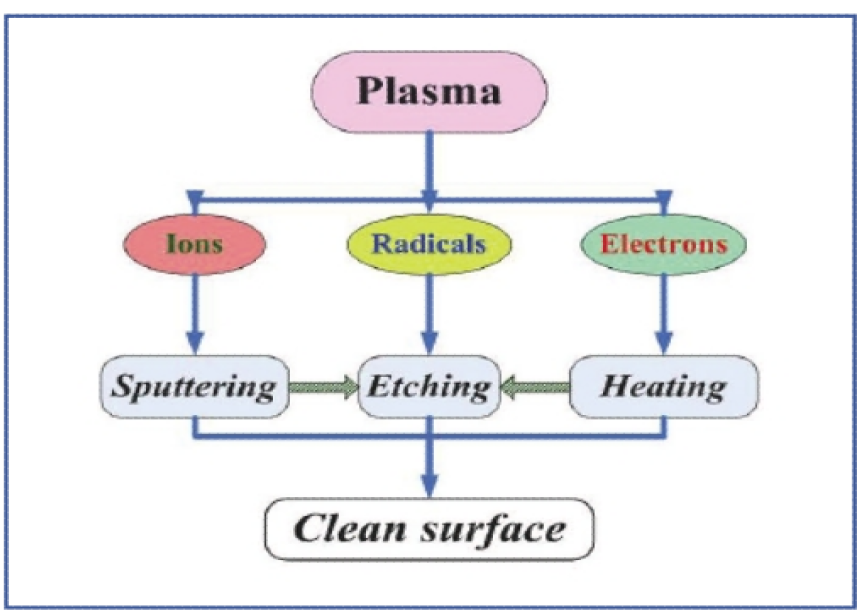 Plasma
Ions
Radicals
Electrons
Sputtering
Etching
Heating
Clean surface